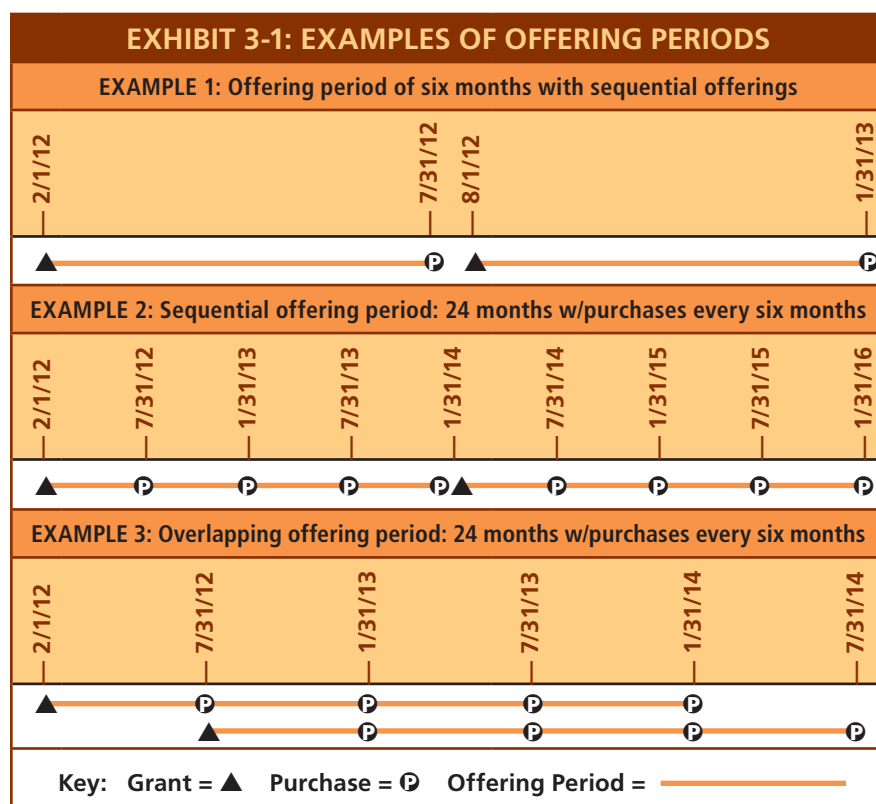 EXHIBIT 3-1: EXAMPLES OF OFFERING PERIODS
EXAMPLE 1: Offering period of six months with sequential offerings
2/1/12
7/31/12
8/1/12
1/31/13
P
P
EXAMPLE 2: Sequential offering period: 24 months w/purchases every six months
2/1/12
7/31/12
1/31/13
7/31/13
1/31/14
7/31/14
1/31/15
7/31/15
1/31/16
P
P
P
P
P
P
P
P
EXAMPLE 3: Overlapping offering period: 24 months w/purchases every six months
2/1/12
7/31/12
1/31/13
7/31/13
1/31/14
7/31/14
P
P
P
P
P
P
P
P
Key: Grant = ▲ Purchase = P Offering Period =